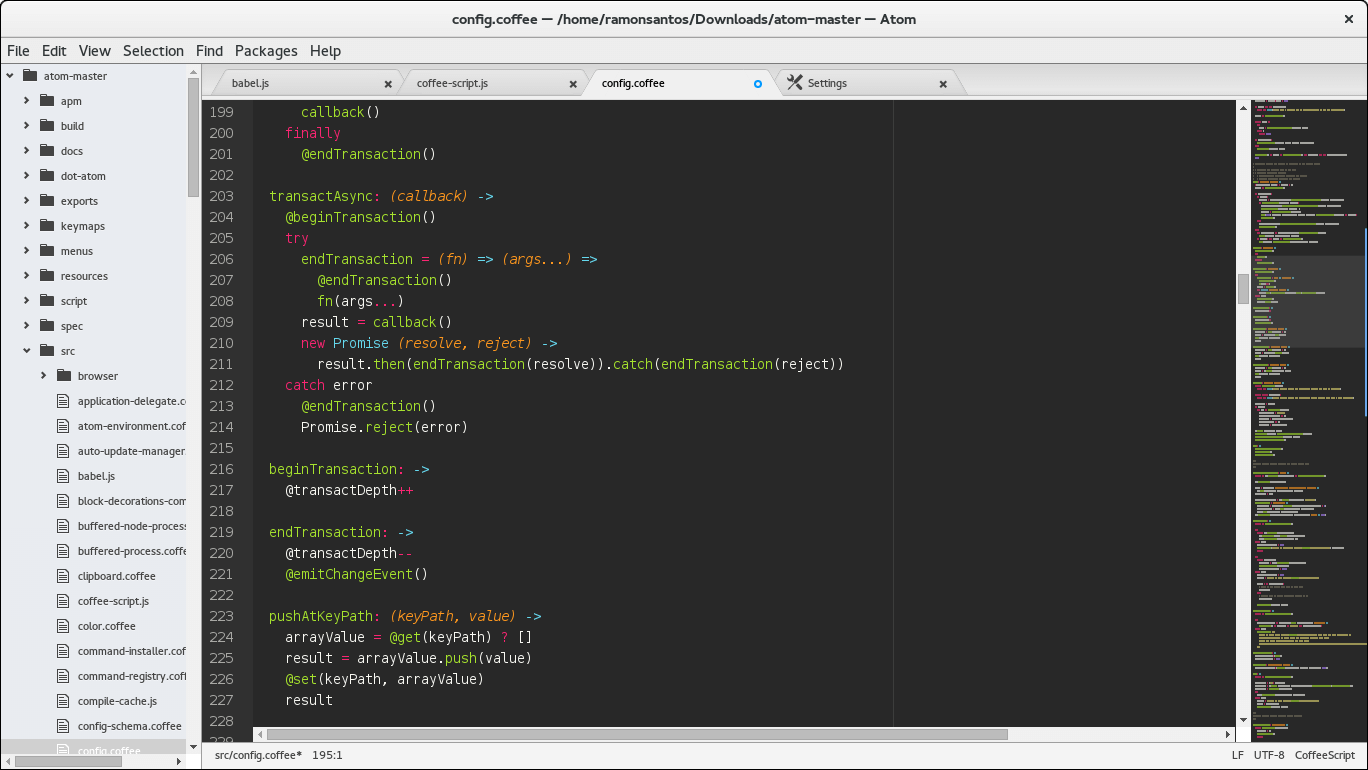 config.coffee — /home/ramonsantos/Downloads/atom-master — Atom
File Edit View Selection Find Packages Help
atom-master
apm
build
docs
dot-atom
exports
keymaps
menus
resources
script
spec
src
browser
application-delegate.co
atom-environment.cof
auto-update-manager.
babel.js
block-decorations-com
buffered-node-process
buffered-process.coffe
clipboard.coffee
coffee-script.js
color.coffee
command-installer.cof
command-registry.coff
compile-cache.js
config-schema.coffee
config.coffee
babel.js coffee-script.js config.coffee Settings
199 callback()
200 finally
201 @endTransaction()
202
203 transactAsync: (callback) ->
204 @beginTransaction()
205 try
206 endTransaction = (fn) => (args...) =>
207 @endTransaction()
208 fn(args...)
209 result = callback()
210 new Promise (resolve, reject) ->
211 result.then(endTransaction(resolve)).catch(endTransaction(reject))
212 catch error
213 @endTransaction()
214 Promise.reject(error)
215
216 beginTransaction: ->
217 @transactDepth++
218
219 endTransaction: ->
220 @transactDepth--
221 @emitChangeEvent()
222
223 pushAtKeyPath: (keyPath, value) ->
224 arrayValue = @get(keyPath) ? []
225 result = arrayValue.push(value)
226 @set(keyPath, arrayValue)
227 result
228
229
src/config.coffee* 195:1 LF UTF-8 CoffeeScript